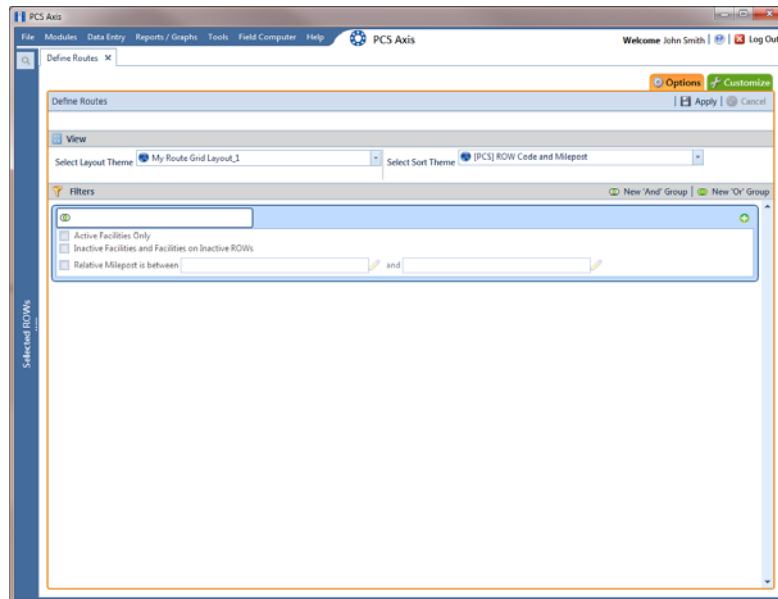 PCS Axis
File Modules Data Entry Reports / Graphs Tools Field Computer Help PCS Axis Welcome John Smith | | Log Out
Define Routes X
Options Customize
Define Routes | Apply | Cancel
View
Select Layout Theme My Route Grid Layout_1 Select Sort Theme [PCS] ROW Code and Milepost
Filters New 'And' Group | New 'Or' Group
Active Facilities Only
Inactive Facilities and Facilities on Inactive ROWs
Relative Milepost is between and
Selected ROWs